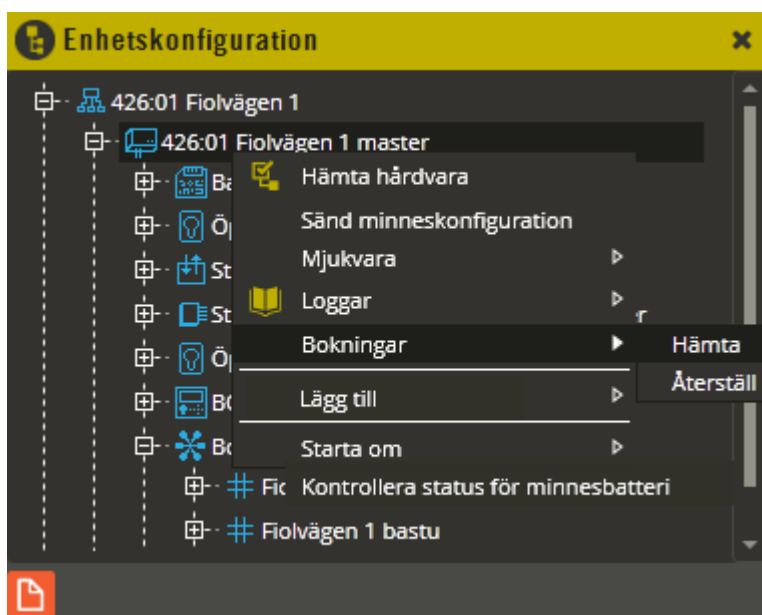 Enhetskonfiguration
426:01 Fiolvägen 1
426:01 Fiolvägen 1 master
Hämta hårdvara
Sänd minneskonfiguration
Mjukvara
Loggar
Bokningar
Hämta
Återställ
Lägg till
Starta om
Kontrollera status för minnesbatteri
Fiolvägen 1 bastu